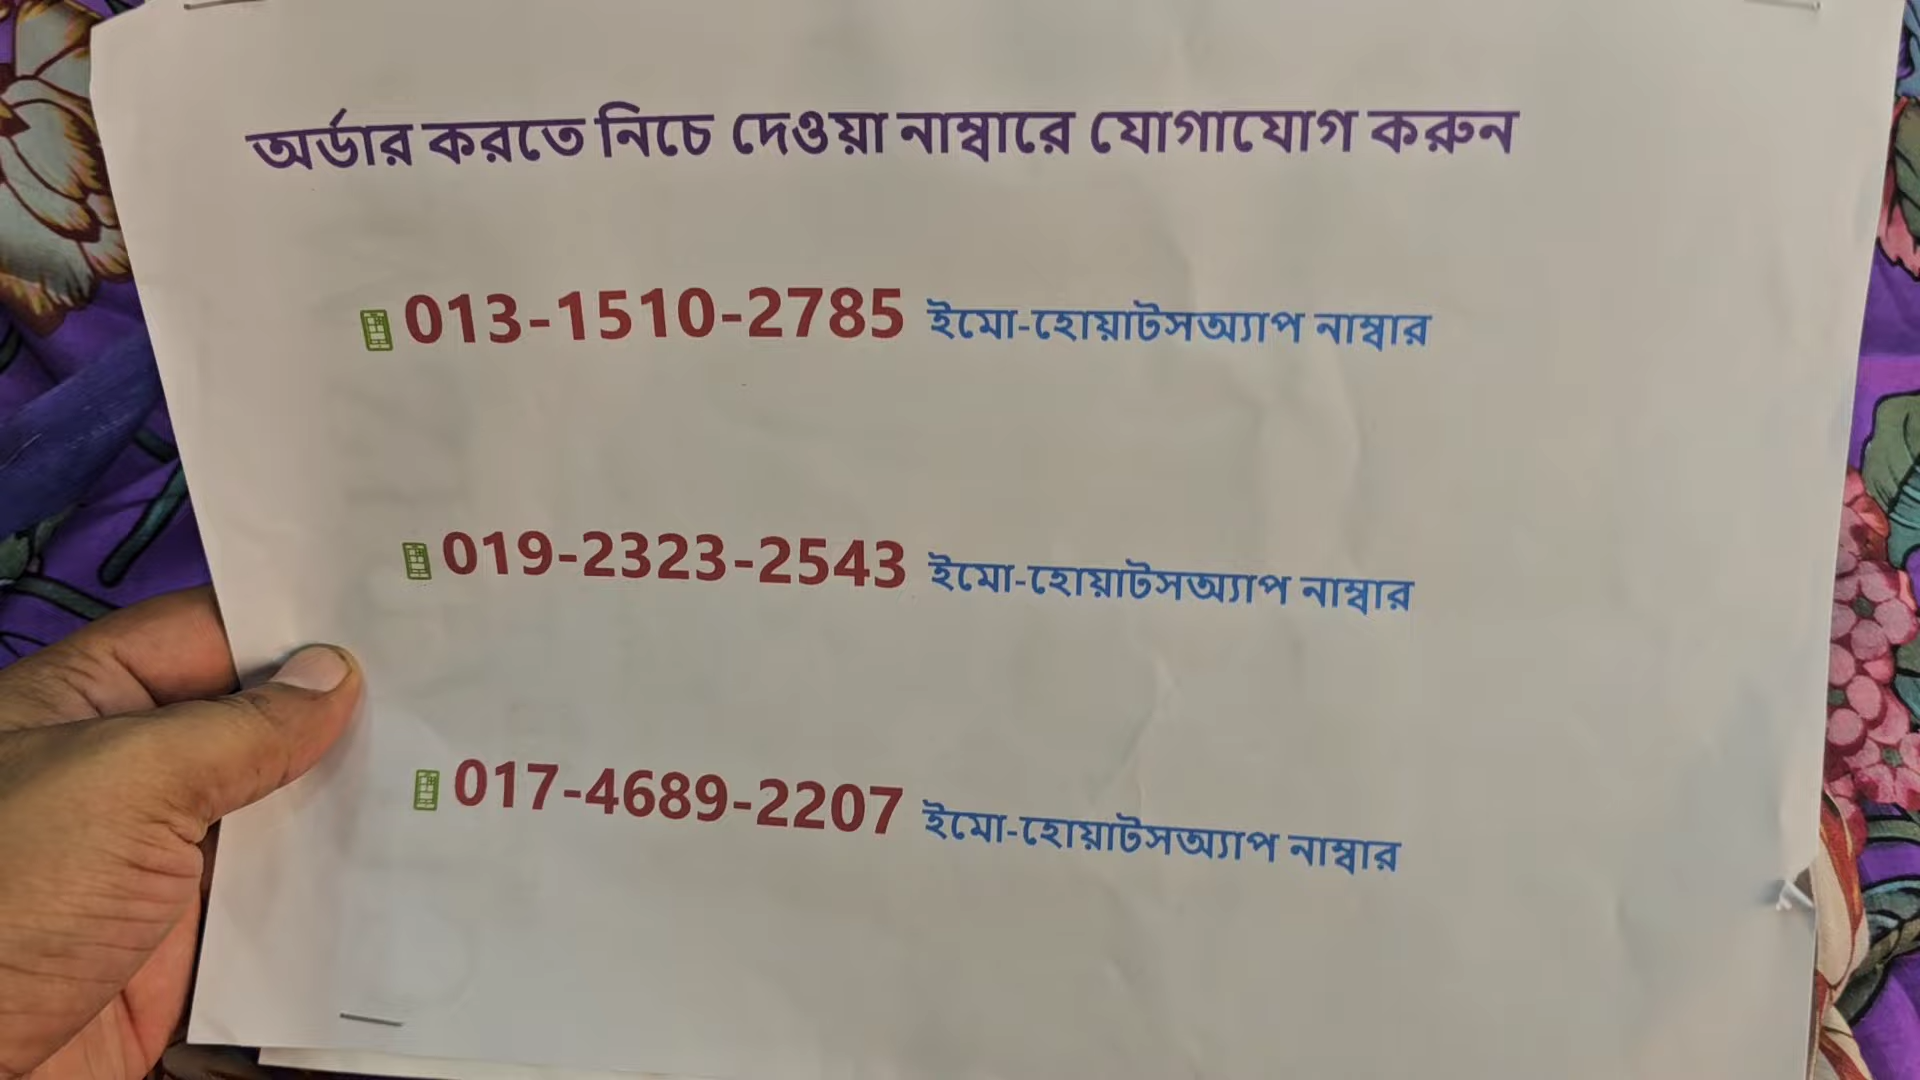 অর্ডার করতে নিচে দেওয়া নাম্বারে যোগাযোগ করুন
013-1510-2785 ইমো-হোয়াটসঅ্যাপ নাম্বার
019-2323-2543 ইমো-হোয়াটসঅ্যাপ নাম্বার
017-4689-2207 ইমো-হোয়াটসঅ্যাপ নাম্বার